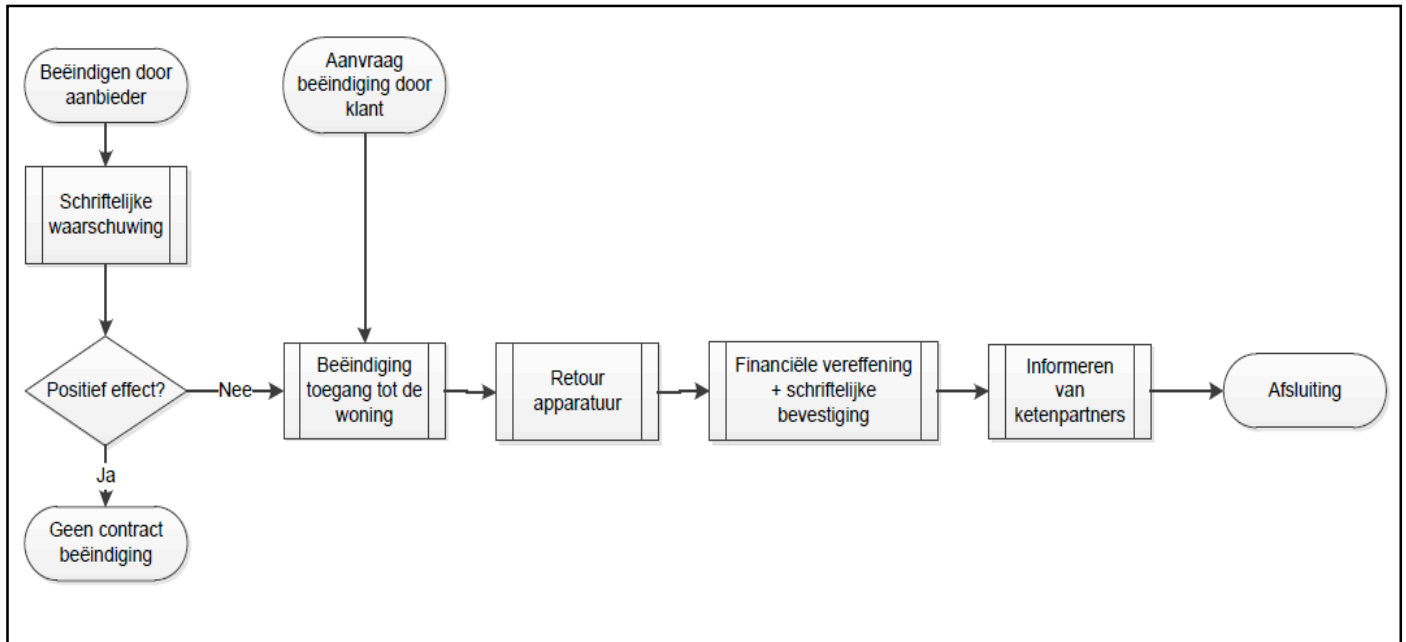 Beëindigen door
aanbieder
Aanvraag
beëindiging door
klant
Schriftelijke
waarschuwing
Positief effect?
Nee
Beëindiging
toegang tot de
woning
Retour
apparatuur
Financiële vereffening
+ schriftelijke
bevestiging
Informeren
van
ketenpartners
Afsluiting
Ja
Geen contract
beëindiging